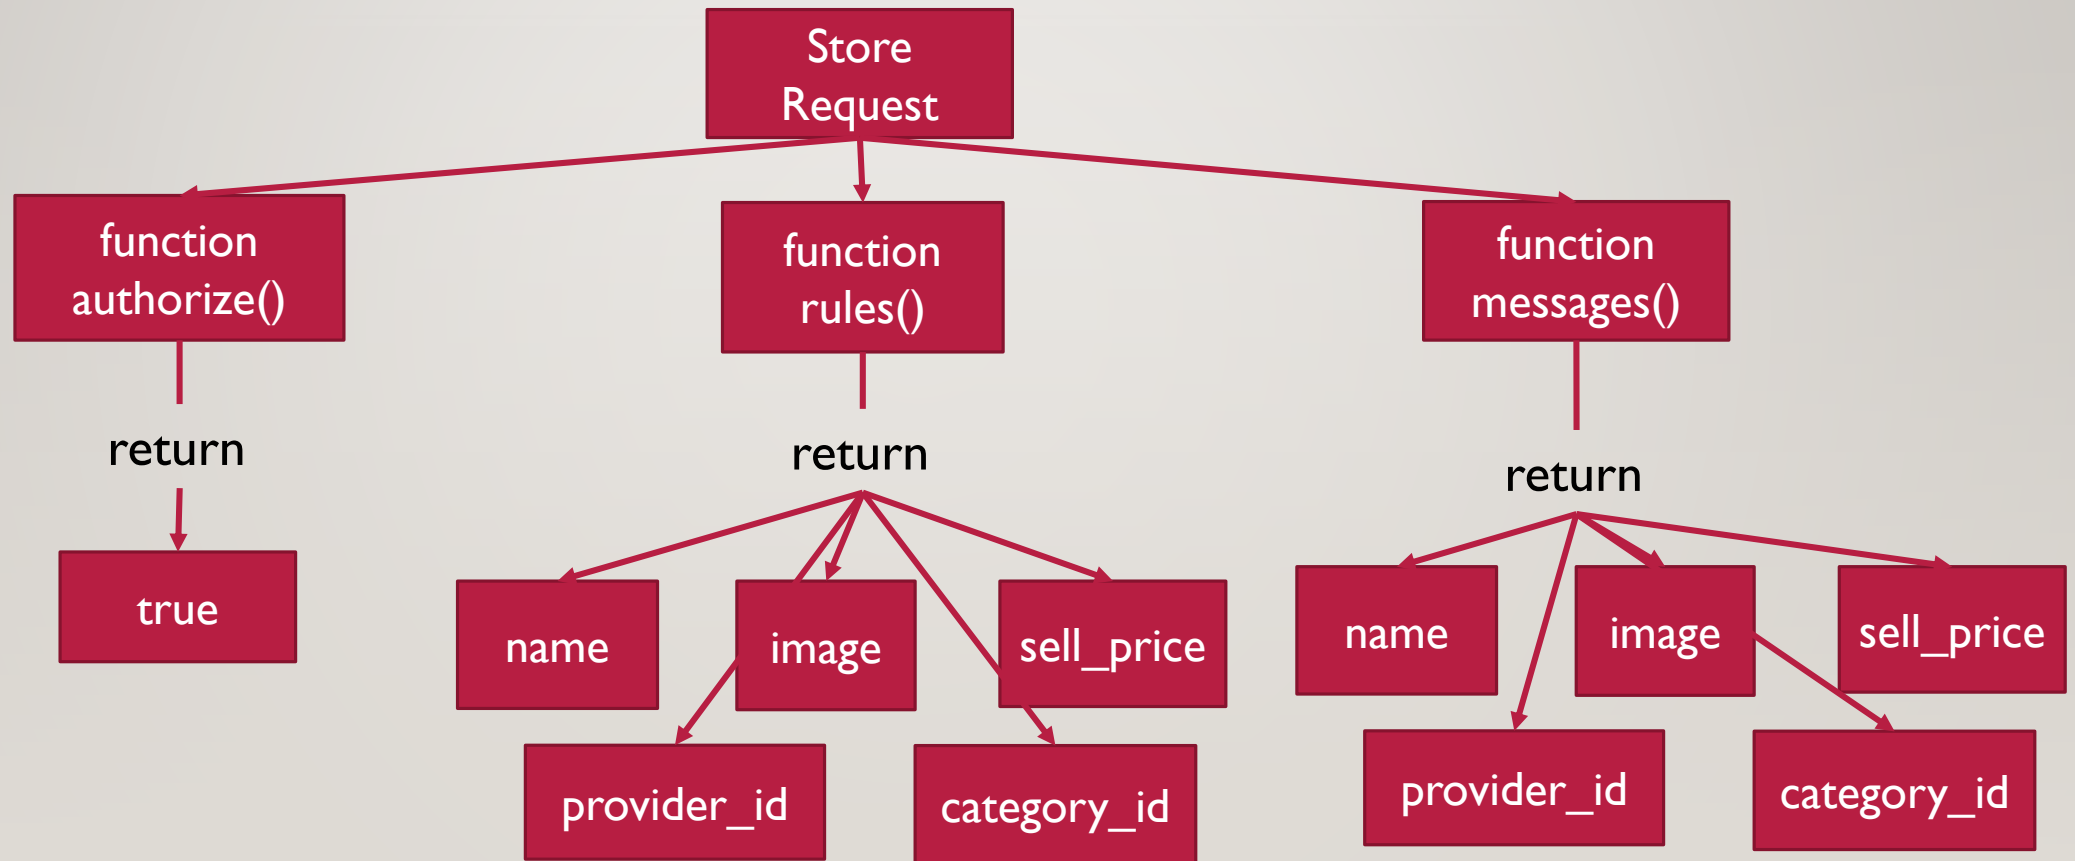 Store
Request
function
authorize()
function
rules()
function
messages()
return
return
return
true
name
image
sell_price
name
image
sell_price
provider_id
category_id
provider_id
category_id